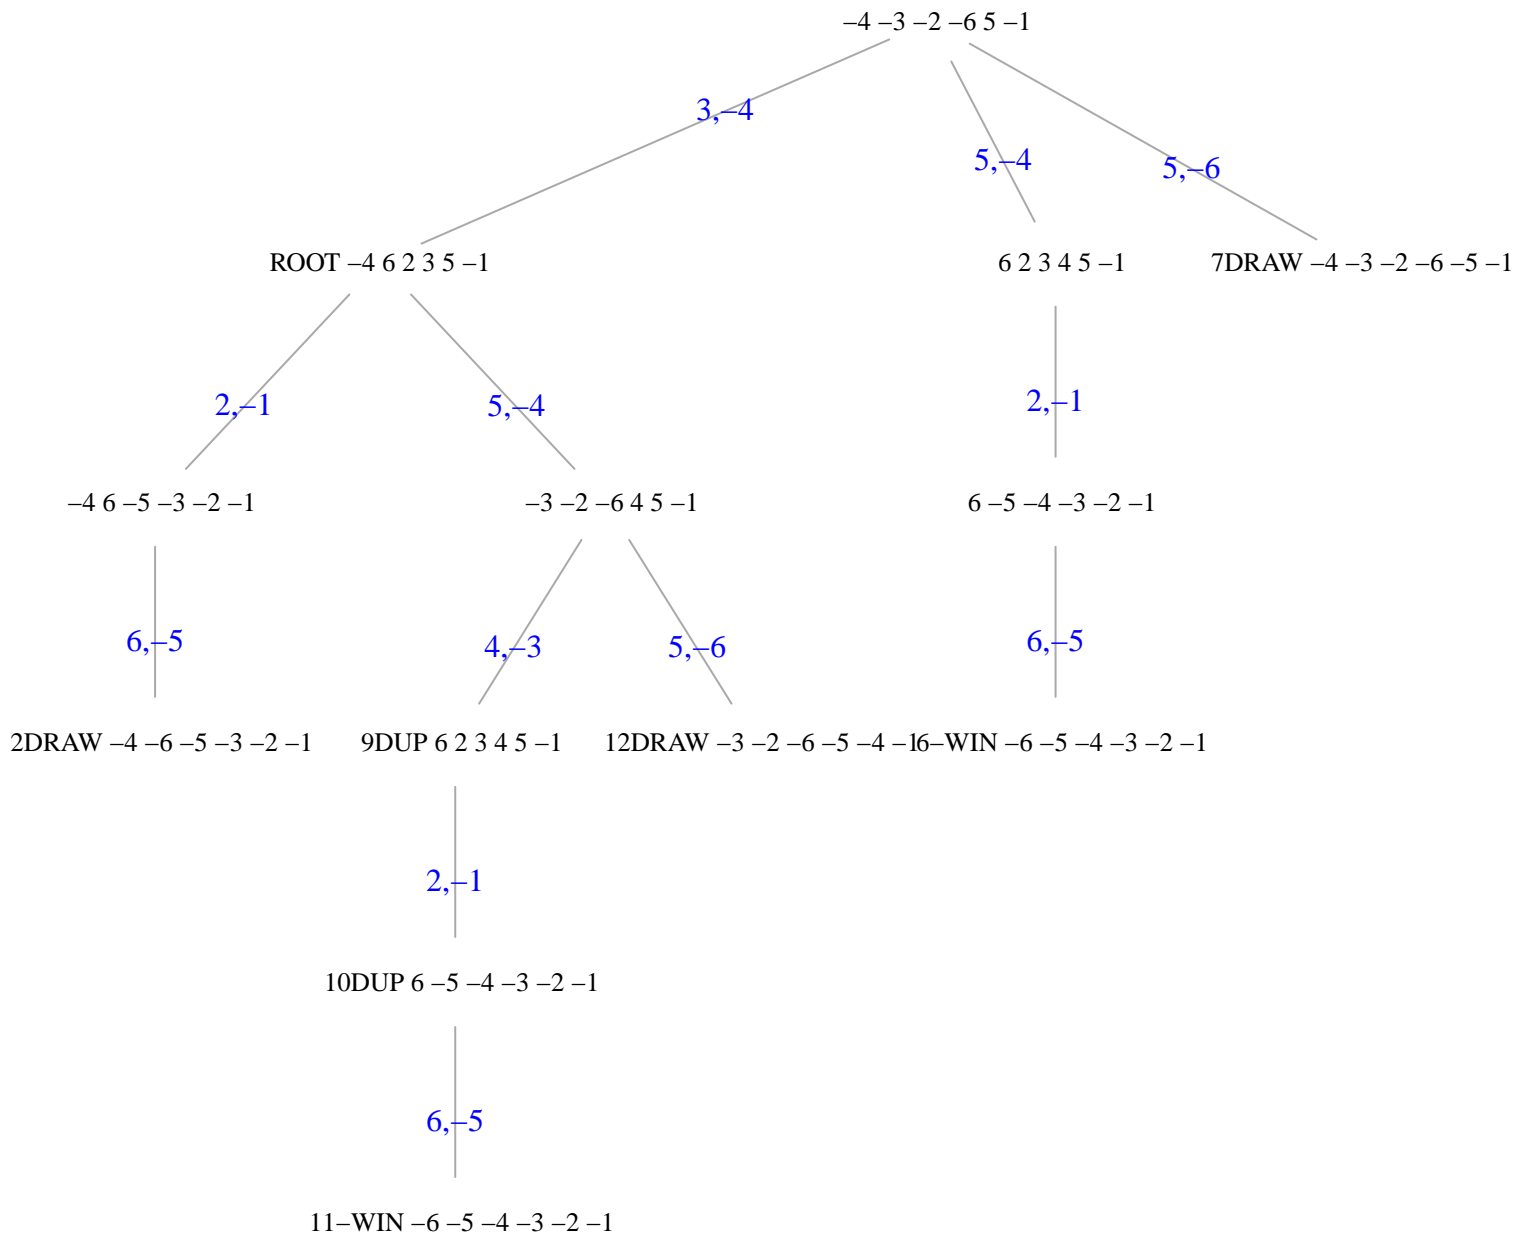 –4 –3 –2 –6 5 –1
3,–4
5,–4
5,–6
ROOT –4 6 2 3 5 –1
6 2 3 4 5 –1
7DRAW –4 –3 –2 –6 –5 –1
2,–1
5,–4
2,–1
–4 6 –5 –3 –2 –1
–3 –2 –6 4 5 –1
6 –5 –4 –3 –2 –1
6,–5
4,–3
5,–6
6,–5
2DRAW –4 –6 –5 –3 –2 –1
9DUP 6 2 3 4 5 –1
12DRAW –3 –2 –6 –5 –4 –1
6–WIN –6 –5 –4 –3 –2 –1
2,–1
10DUP 6 –5 –4 –3 –2 –1
6,–5
11–WIN –6 –5 –4 –3 –2 –1